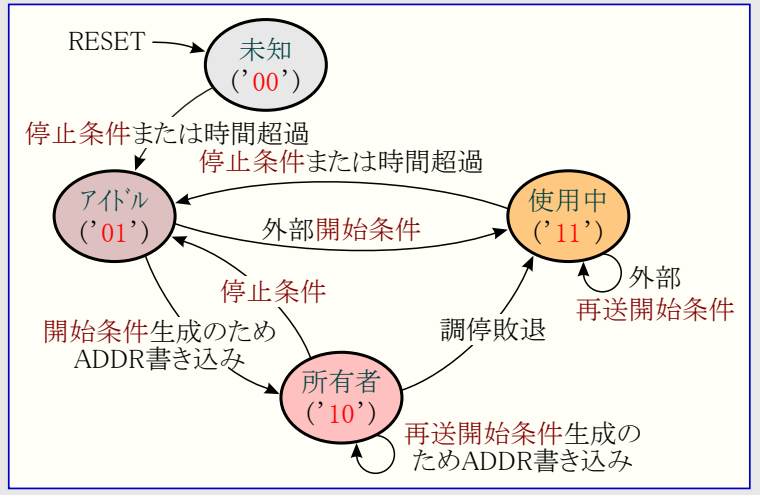 RESET
未知
('00')
停止条件または時間超過
停止条件または時間超過
アイドル
('01')
使用中
('11')
外部開始条件
外部
再送開始条件
停止条件
開始条件生成のため
ADDR書き込み
調停敗退
所有者
('10')
再送開始条件生成の
ためADDR書き込み